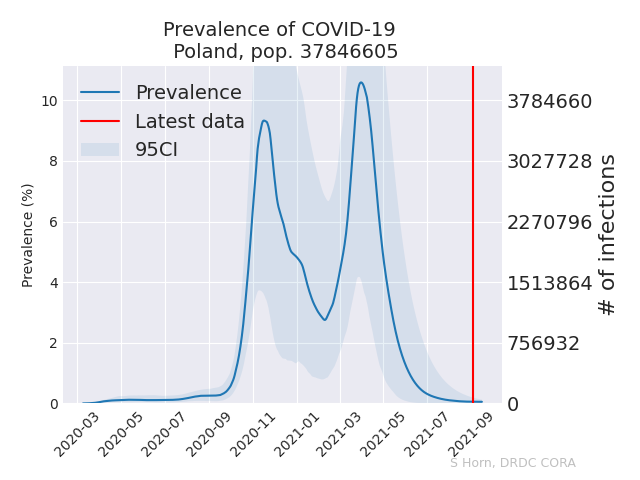 Prevalence of COVID-19
Poland, pop. 37846605
Prevalence
Latest data
95CI
10
8
6
4
2
0
Prevalence (%)
3784660
3027728
2270796
1513864
756932
0
# of infections
2020-03
2020-05
2020-07
2020-09
2020-11
2021-01
2021-03
2021-05
2021-07
2021-09
S Horn, DRDC CORA